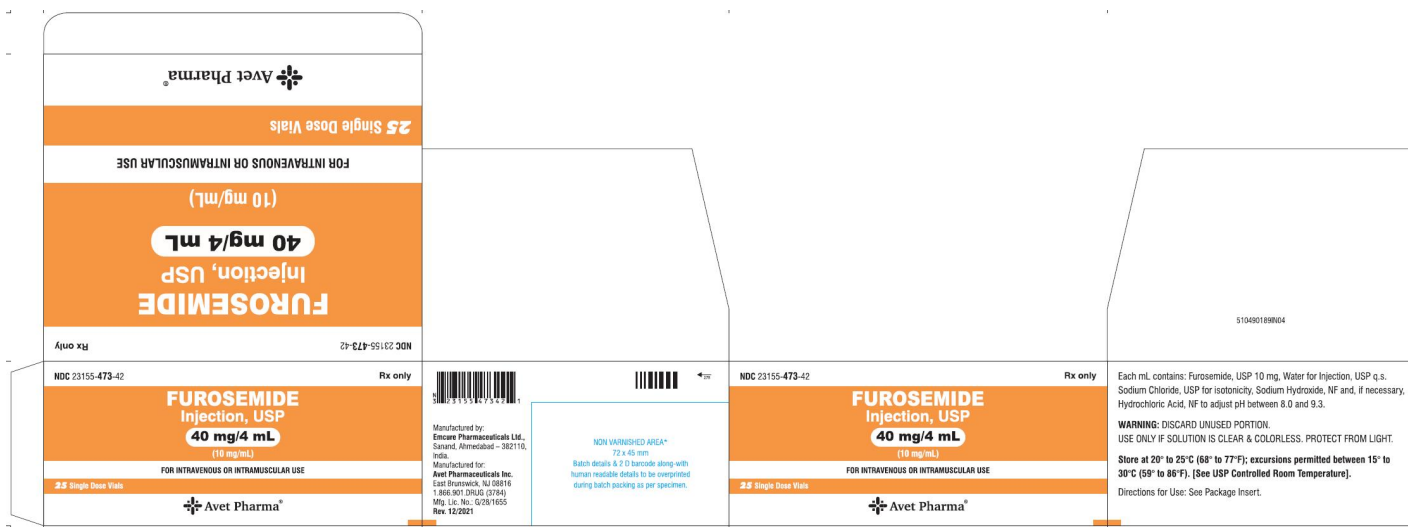 Avet Pharma®
25 Single Dose Vials
FOR INTRAVENOUS OR INTRAMUSCULAR USE
(10 mg/mL)
40 mg/4 mL
Injection, USP
FUROSEMIDE
NDC 23155-473-42
Rx only
NDC 23155-473-42
Rx only
FUROSEMIDE
Injection, USP
40 mg/4 mL
(10 mg/mL)
FOR INTRAVENOUS OR INTRAMUSCULAR USE
25 Single Dose Vials
Avet Pharma®
N
3 23155 47342 1
Manufactured by:
Emcure Pharmaceuticals Ltd.,
Sanand, Ahmedabad – 382110,
India.
Manufactured for:
Avet Pharmaceuticals Inc.
East Brunswick, NJ 08816
1.866.901.DRUG (3784)
Mfg. Lic. No.: G/28/1655
Rev. 12/2021
NON VARNISHED AREA*
72 x 45 mm
Batch details & 2 D barcode along-with
human readable details to be overprinted
during batch packing as per specimen.
NDC 23155-473-42
Rx only
FUROSEMIDE
Injection, USP
40 mg/4 mL
(10 mg/mL)
FOR INTRAVENOUS OR INTRAMUSCULAR USE
25 Single Dose Vials
Avet Pharma®
510490189IN04
Each mL contains: Furosemide, USP 10 mg, Water for Injection, USP q.s.
Sodium Chloride, USP for isotonicity, Sodium Hydroxide, NF and, if necessary,
Hydrochloric Acid, NF to adjust pH between 8.0 and 9.3.
WARNING: DISCARD UNUSED PORTION.
USE ONLY IF SOLUTION IS CLEAR & COLORLESS. PROTECT FROM LIGHT.
Store at 20° to 25°C (68° to 77°F); excursions permitted between 15° to
30°C (59° to 86°F). [See USP Controlled Room Temperature].
Directions for Use: See Package Insert.